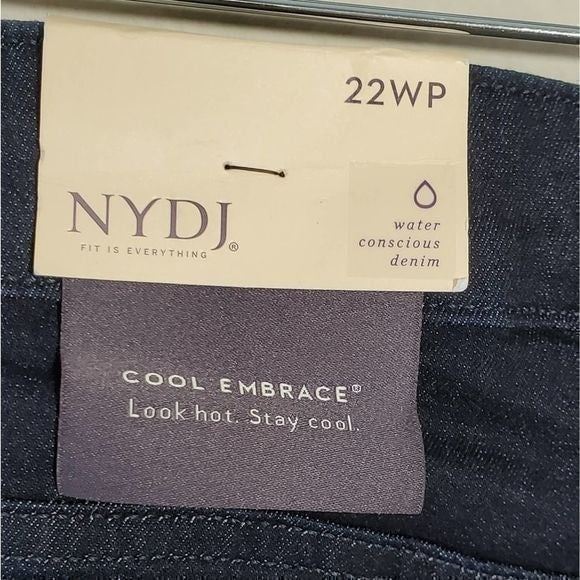 22WP
NYDJ®
FIT IS EVERYTHING
water
conscious
denim
COOL EMBRACE®
Look hot. Stay cool.